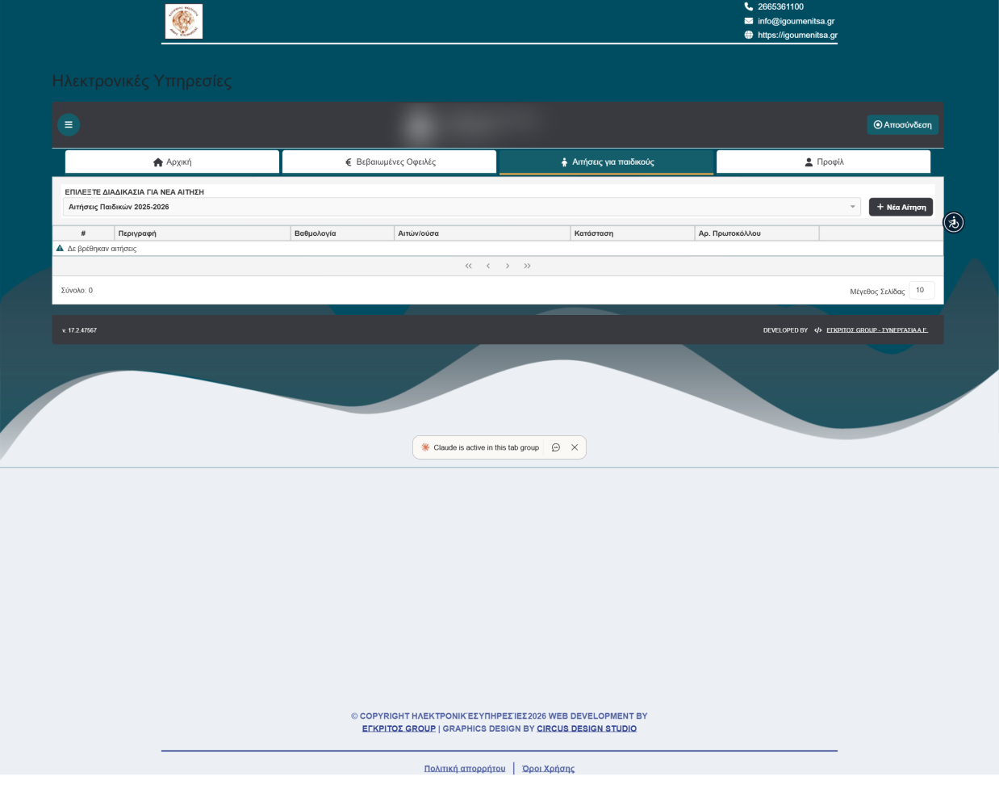 2665361100
info@igoumenitsa.gr
https://igoumenitsa.gr
Ηλεκτρονικές Υπηρεσίες
Αποσύνδεση
Αρχική
Βεβαιωμένες Οφειλές
Αιτήσεις για παιδικούς
Προφίλ
ΕΠΙΛΕΞΤΕ ΔΙΑΔΙΚΑΣΙΑ ΓΙΑ ΝΕΑ ΑΙΤΗΣΗ
Αιτήσεις Παιδικών 2025-2026
+ Νέα Αίτηση
# Περιγραφή Βαθμολογία Αιτών/ούσα Κατάσταση Αρ. Πρωτοκόλλου
Δε βρέθηκαν αιτήσεις
Σύνολο: 0
Μέγεθος Σελίδας 10
v. 17.2.47567
DEVELOPED BY </> ΕΓΚΡΙΤΟΣ GROUP - ΣΥΝΕΡΓΑΣΙΑ Α.Ε.
Claude is active in this tab group
© COPYRIGHT ΗΛΕΚΤΡΟΝΙΚΈΣ ΥΠΗΡΕΣΊΕΣ 2026 WEB DEVELOPMENT BY
ΕΓΚΡΙΤΟΣ GROUP | GRAPHICS DESIGN BY CIRCUS DESIGN STUDIO
Πολιτική απορρήτου | Όροι Χρήσης